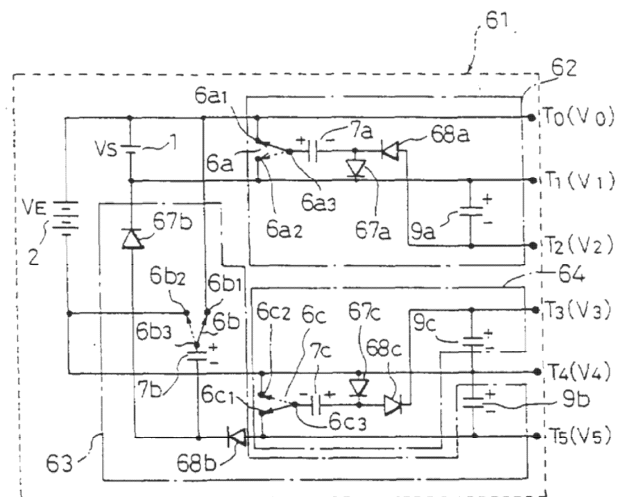 61
62
6a1
7a
68a
T0(V0)
VS
1
6a
6a2
6a3
67a
T1(V1)
VE
2
67b
9a
T2(V2)
64
6b2
6b1
6c2
6c
67c
T3(V3)
6b3
6b
7c
68c
9c
7b
T4(V4)
6c1
6c3
9b
63
68b
T5(V5)